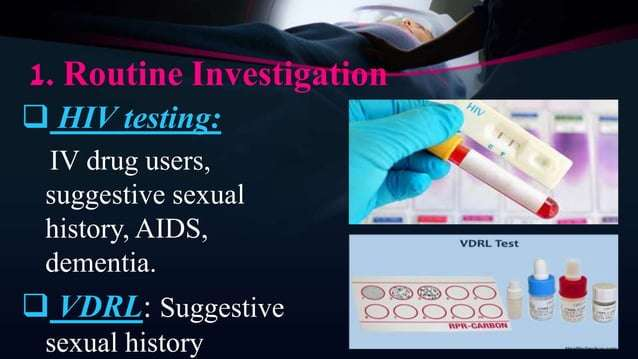 1. Routine Investigation
HIV testing:
IV drug users,
suggestive sexual
history, AIDS,
dementia.
VDRL: Suggestive
sexual history
HIV
VDRL Test
RPR-CARBON